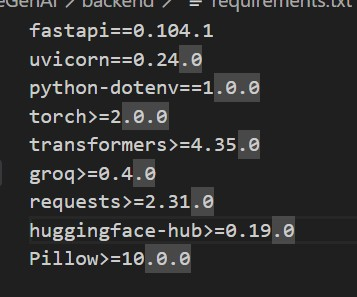 eGenAI > backend > requirements.txt
fastapi==0.104.1
uvicorn==0.24.0
python-dotenv==1.0.0
torch>=2.0.0
transformers>=4.35.0
groq>=0.4.0
requests>=2.31.0
huggingface-hub>=0.19.0
Pillow>=10.0.0